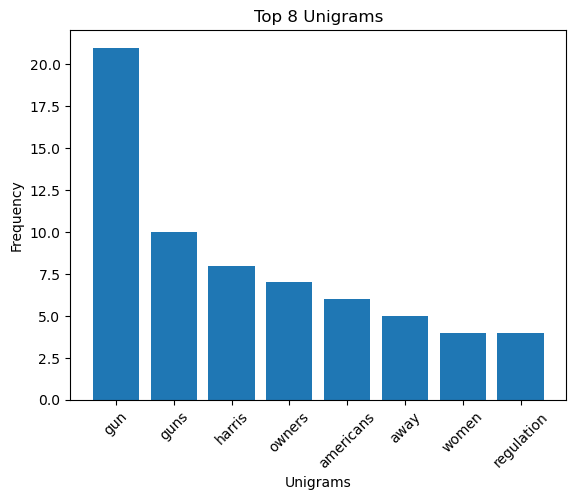 Top 8 Unigrams
Frequency
20.0
17.5
15.0
12.5
10.0
7.5
5.0
2.5
0.0
gun
guns
harris
owners
americans
away
women
regulation
Unigrams